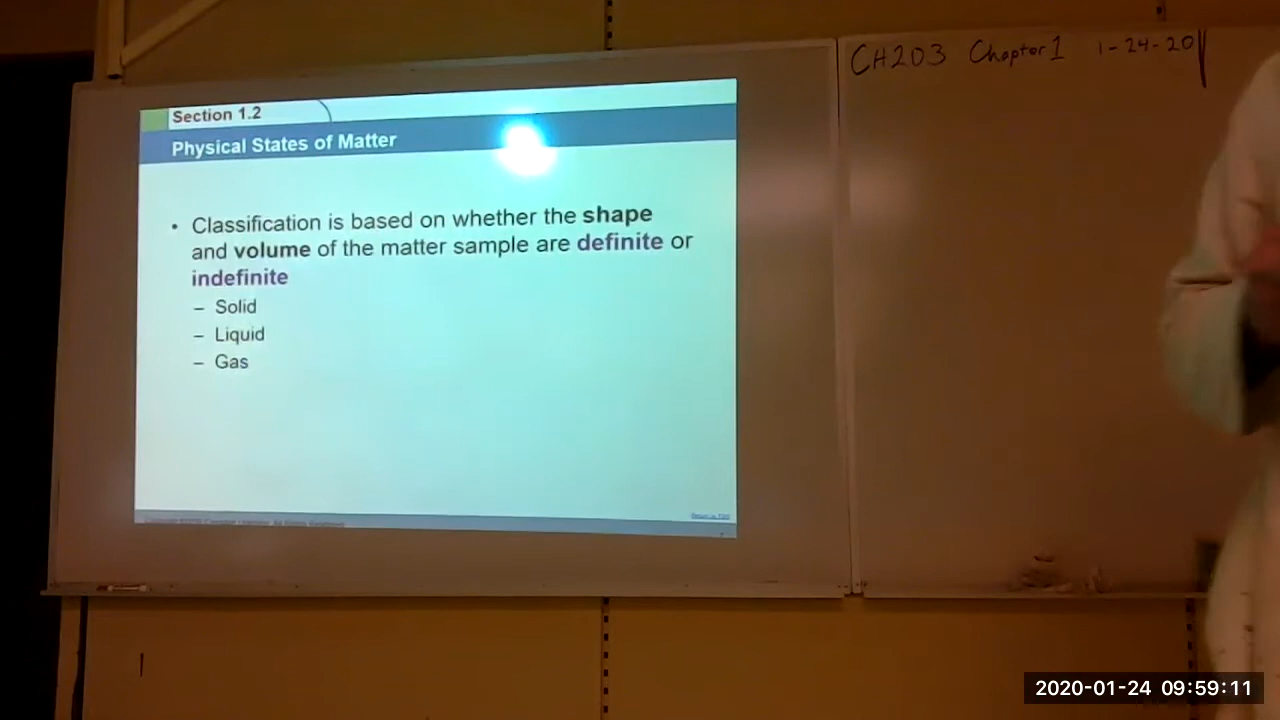 CH203 Chapter 1 1-24-20
Section 1.2
Physical States of Matter
• Classification is based on whether the shape
and volume of the matter sample are definite or
indefinite
– Solid
– Liquid
– Gas
2020-01-24 09:59:11